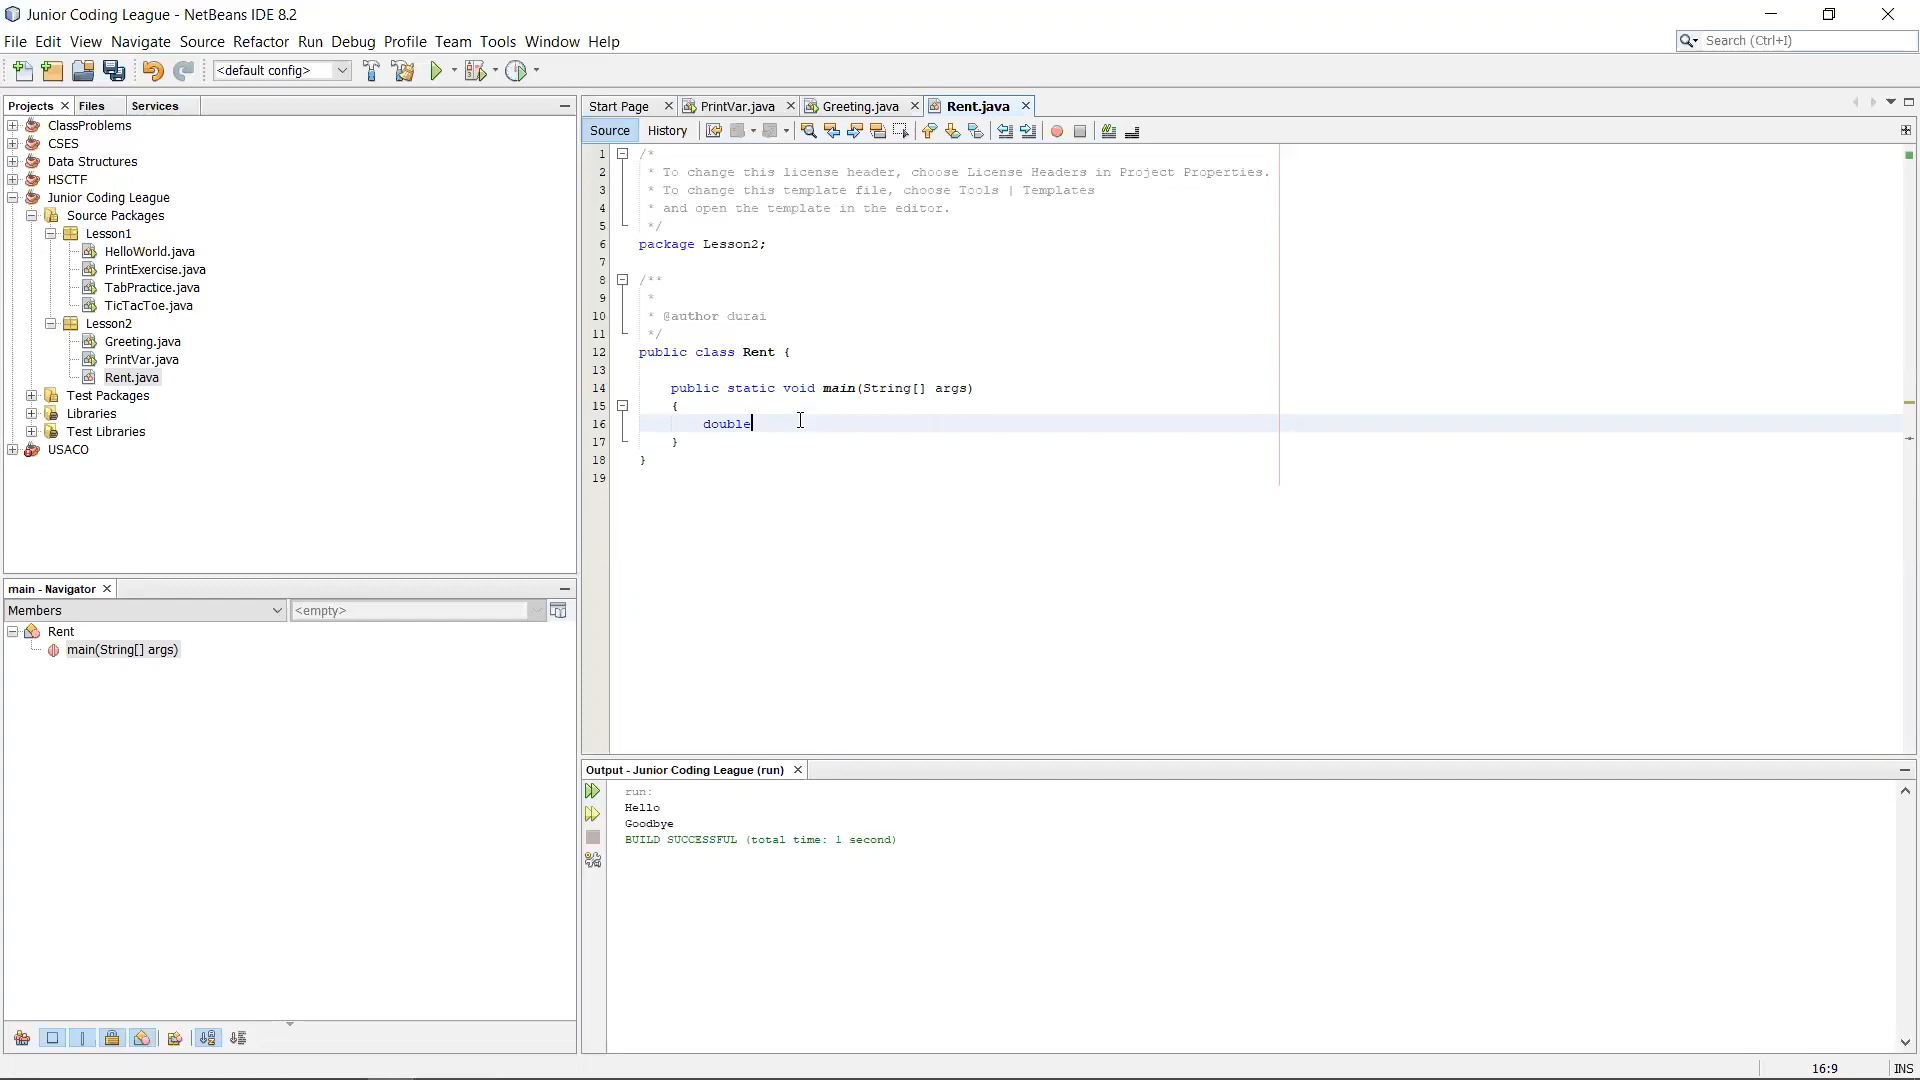 Junior Coding League - NetBeans IDE 8.2
File Edit View Navigate Source Refactor Run Debug Profile Team Tools Window Help
Search (Ctrl+I)
<default config>
Projects Files Services
ClassProblems
CSES
Data Structures
HSCTF
Junior Coding League
Source Packages
Lesson1
HelloWorld.java
PrintExercise.java
TabPractice.java
TicTacToe.java
Lesson2
Greeting.java
PrintVar.java
Rent.java
Test Packages
Libraries
Test Libraries
USACO
main - Navigator
Members <empty>
Rent
main(String[] args)
Start Page PrintVar.java Greeting.java Rent.java
Source History
1 /*
2 * To change this license header, choose License Headers in Project Properties.
3 * To change this template file, choose Tools | Templates
4 * and open the template in the editor.
5 */
6 package Lesson2;
7
8 /**
9 *
10 * @author durai
11 */
12 public class Rent {
13
14 public static void main(String[] args)
15 {
16 double
17 }
18 }
19
Output - Junior Coding League (run)
run:
Hello
Goodbye
BUILD SUCCESSFUL (total time: 1 second)
16:9 INS